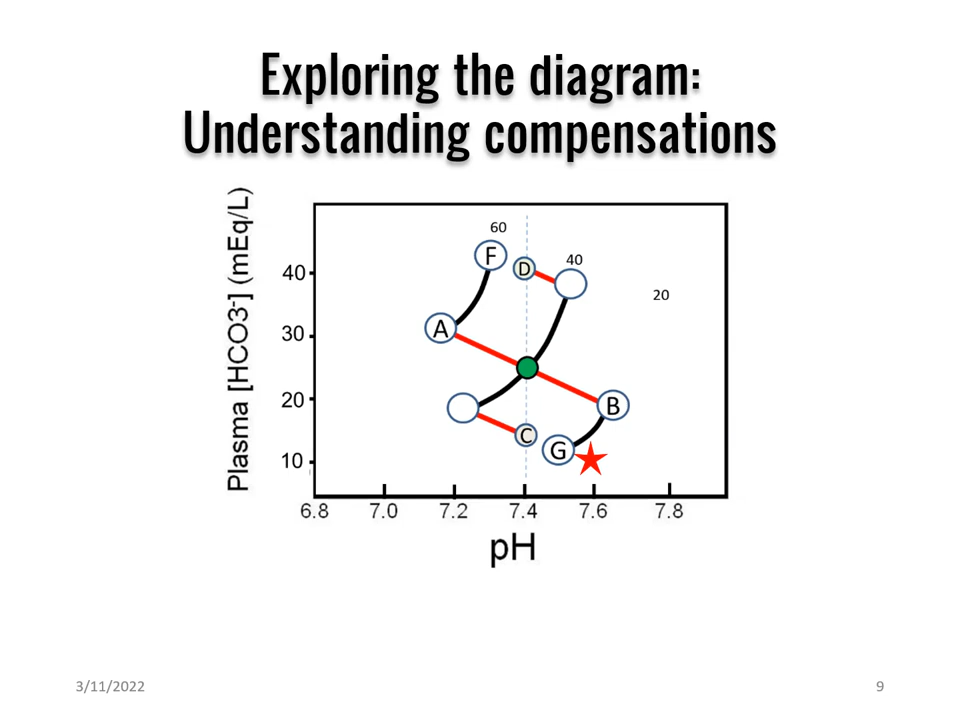 Exploring the diagram:
Understanding compensations
Plasma [HCO3-] (mEq/L)
60
F
D
40
40
20
A
30
B
20
C
G
10
6.8 7.0 7.2 7.4 7.6 7.8
pH
3/11/2022 9